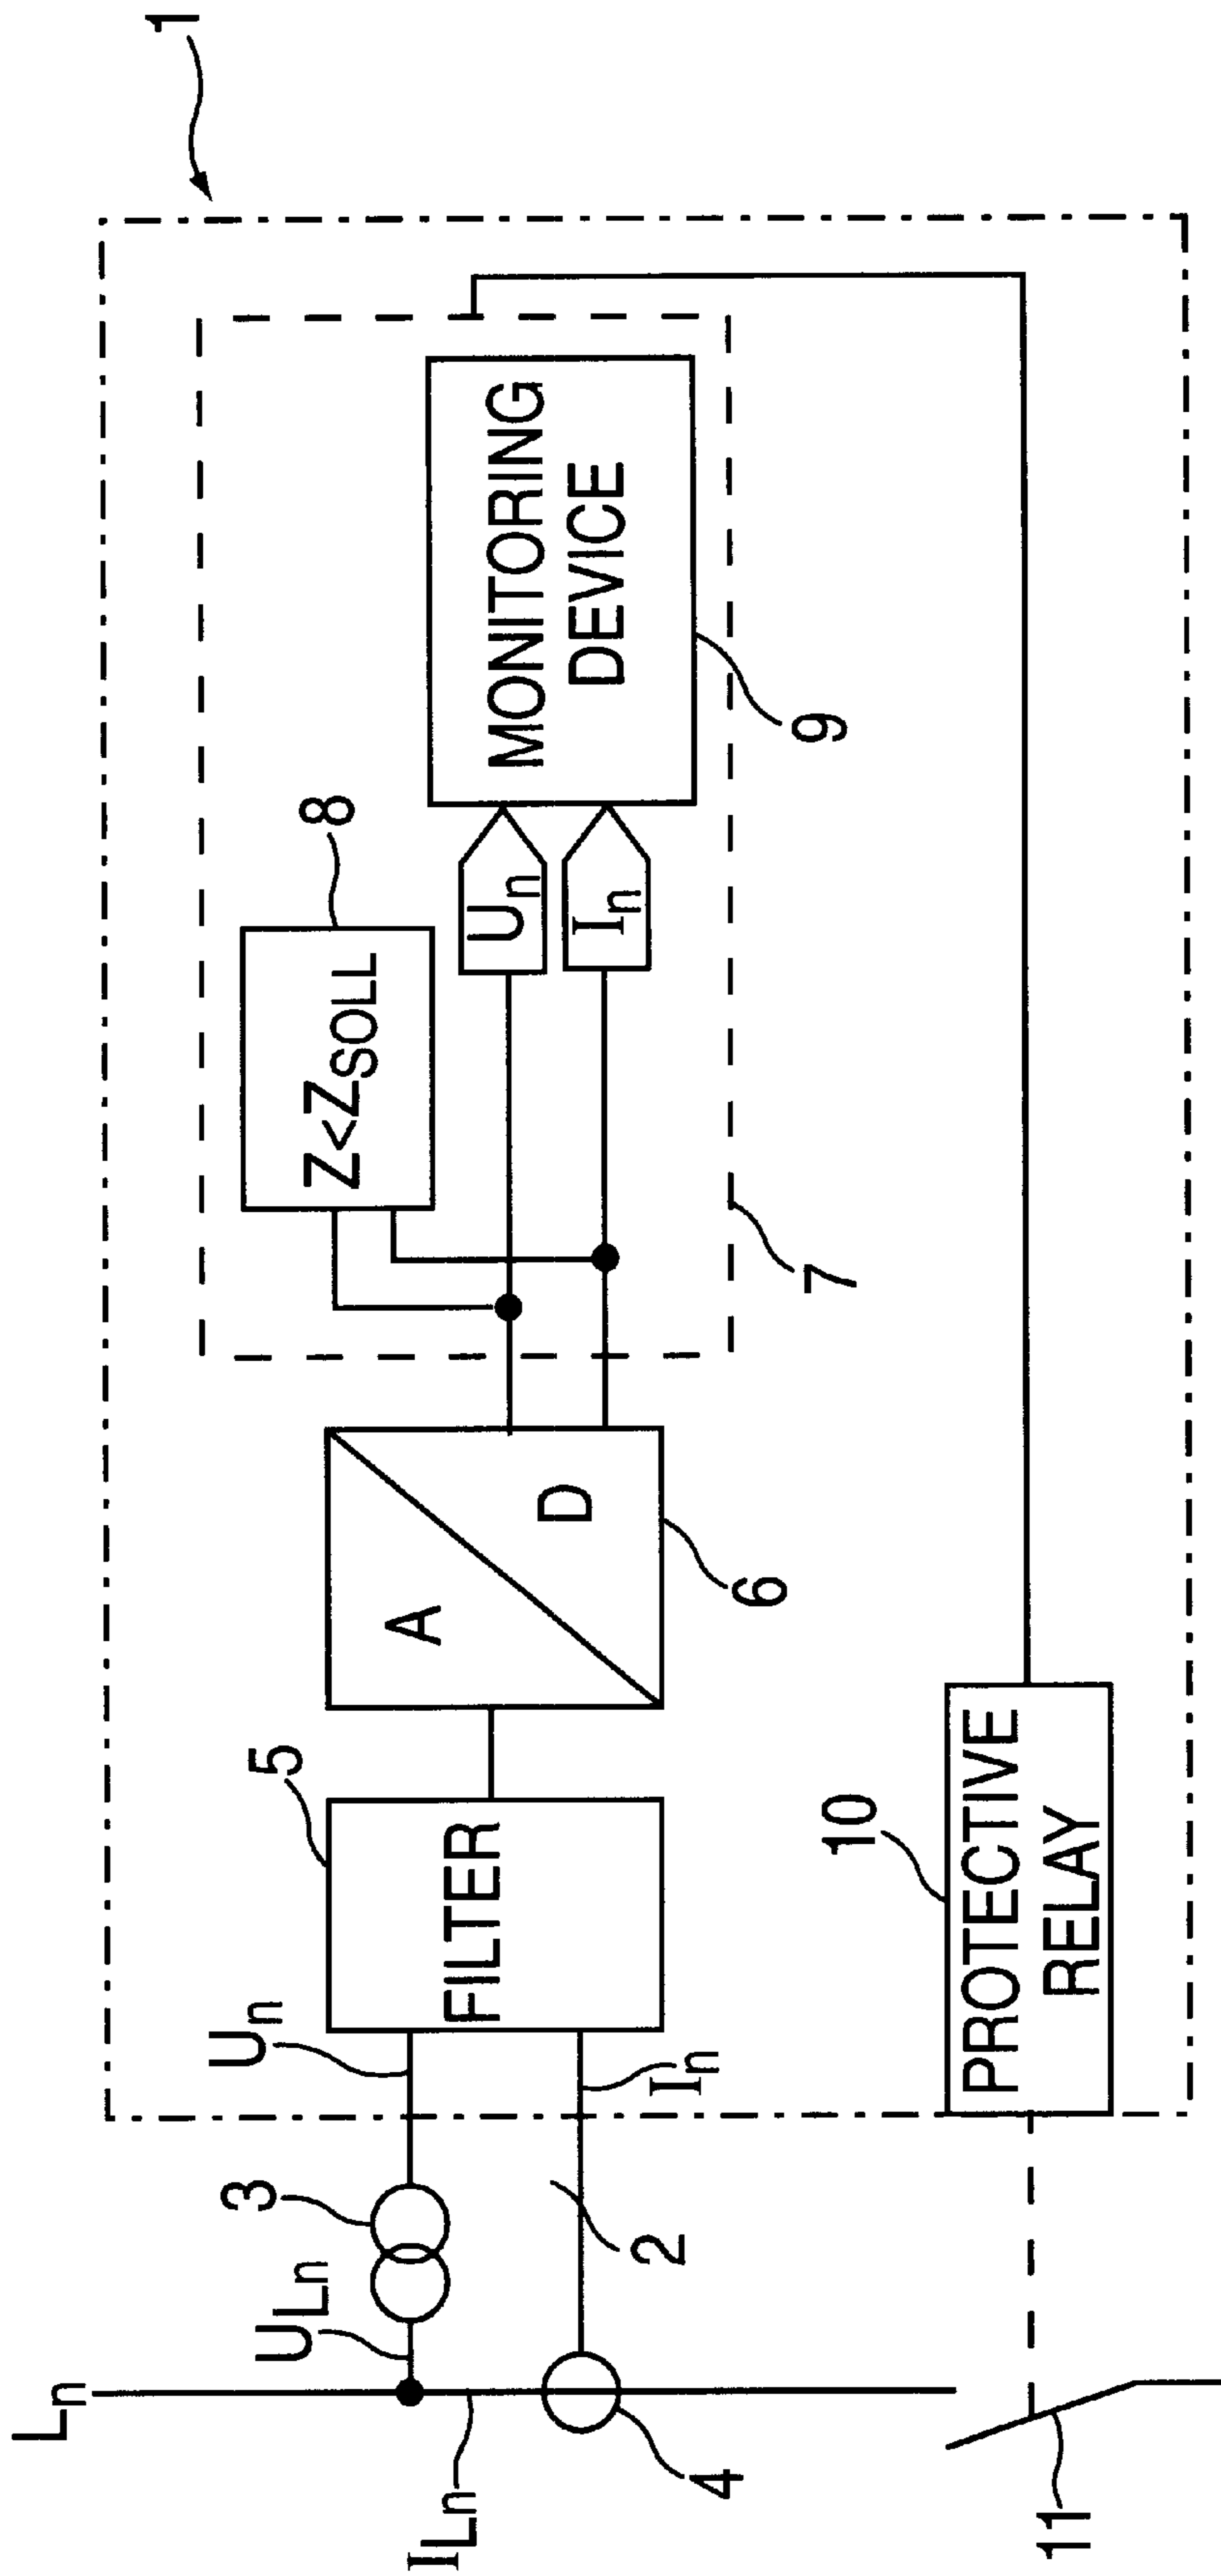 1
8
Z<Z_SOLL
U_n
I_n
MONITORING
DEVICE
9
7
A
D
6
5
FILTER
U_n
I_n
3
2
U_Ln
L_n
I_Ln
4
10
PROTECTIVE
RELAY
11